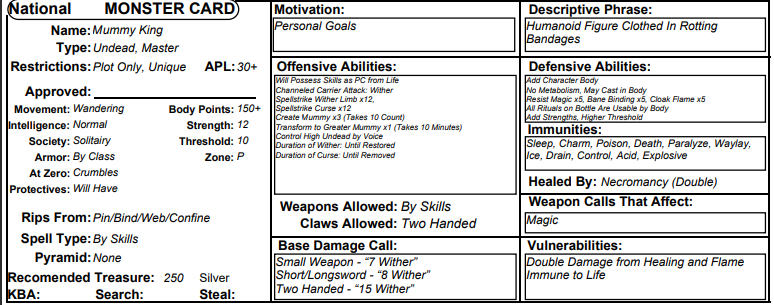 National MONSTER CARD
Name: Mummy King
Type: Undead, Master
Restrictions: Plot Only, Unique APL: 30+
Approved:
Movement: Wandering Body Points: 150+
Intelligence: Normal Strength: 12
Society: Solitairy Threshold: 10
Armor: By Class Zone: P
At Zero: Crumbles
Protectives: Will Have
Rips From: Pin/Bind/Web/Confine
Spell Type: By Skills
Pyramid: None
Recomended Treasure: 250 Silver
KBA: Search: Steal:
Motivation:
Personal Goals
Offensive Abilities:
Will Possess Skills as PC from Life
Channeled Carrier Attack: Wither
Spellstrike Wither Limb x12,
Spellstrike Curse x12
Create Mummy x3 (Takes 10 Count)
Transform to Greater Mummy x1 (Takes 10 Minutes)
Control High Undead by Voice
Duration of Wither: Until Restored
Duration of Curse: Until Removed
Weapons Allowed: By Skills
Claws Allowed: Two Handed
Base Damage Call:
Small Weapon - “7 Wither”
Short/Longsword - “8 Wither”
Two Handed - “15 Wither”
Descriptive Phrase:
Humanoid Figure Clothed In Rotting
Bandages
Defensive Abilities:
Add Character Body
No Metabolism, May Cast in Body
Resist Magic x5, Bane Binding x5, Cloak Flame x5
All Rituals on Bottle Are Usable by Body
Add Strengths, Higher Threshold
Immunities:
Sleep, Charm, Poison, Death, Paralyze, Waylay,
Ice, Drain, Control, Acid, Explosive
Healed By: Necromancy (Double)
Weapon Calls That Affect:
Magic
Vulnerabilities:
Double Damage from Healing and Flame
Immune to Life